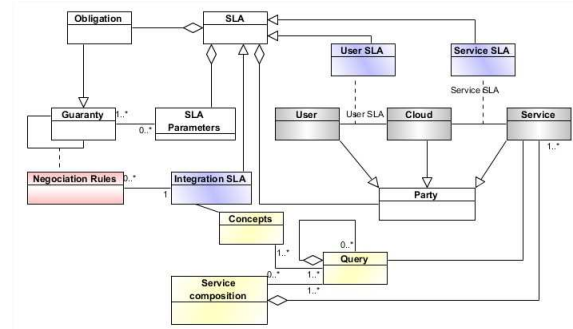 Obligation
SLA
User SLA
Service SLA
Service SLA
Guaranty
1..*
0..*
SLA
Parameters
User
User SLA
Cloud
Service
1..*
Negociation Rules
0..*
1
Integration SLA
Party
Concepts
1..*
0..*
Query
0..*
1..*
1..*
Service
composition